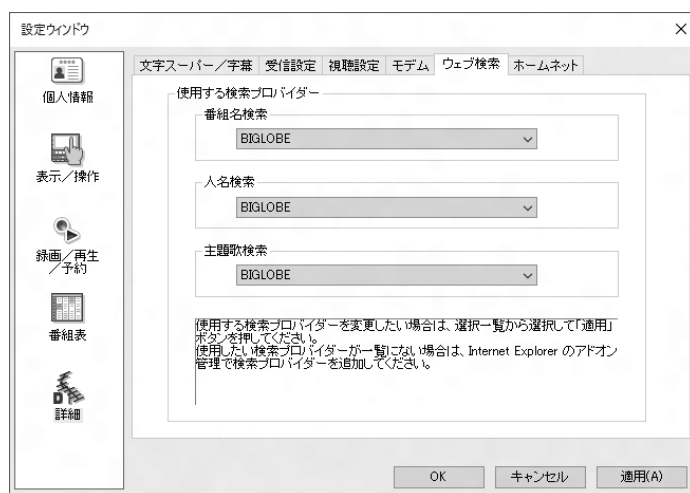 設定ウィンドウ
個人情報
表示／操作
録画／再生
／予約
番組表
詳細
文字スーパー／字幕 受信設定 視聴設定 モデム ウェブ検索 ホームネット
使用する検索プロバイダー
番組名検索
BIGLOBE
人名検索
BIGLOBE
主題歌検索
BIGLOBE
使用する検索プロバイダーを変更したい場合は、選択一覧から選択して「適用」
ボタンを押してください。
使用したい検索プロバイダーが一覧にない場合は、Internet Explorer のアドオン
管理で検索プロバイダーを追加してください。
OK キャンセル 適用(A)